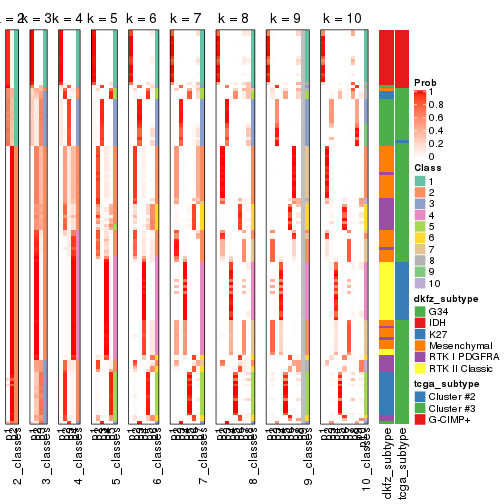 k = 2 k = 3 k = 4 k = 5 k = 6 k = 7 k = 8 k = 9 k = 10
Prob
1
0.8
0.6
0.4
0.2
0
Class
1
2
3
4
5
6
7
8
9
10
dkfz_subtype
G34
IDH
K27
Mesenchymal
RTK I PDGFRA
RTK II Classic
tcga_subtype
Cluster #2
Cluster #3
G-CIMP+
2_classes
3_classes
4_classes
5_classes
6_classes
7_classes
8_classes
9_classes
10_classes
dkfz_subtype
tcga_subtype